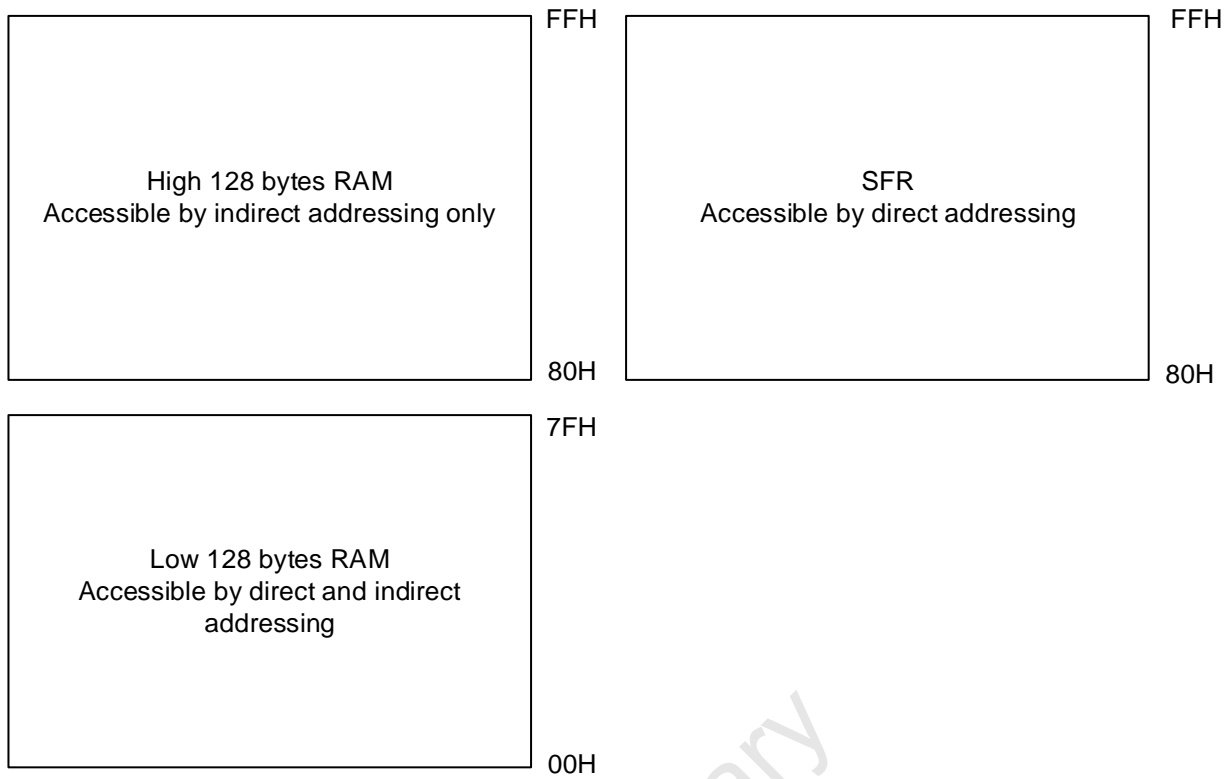 FFH
FFH
High 128 bytes RAM
Accessible by indirect addressing only
SFR
Accessible by direct addressing
80H
80H
7FH
Low 128 bytes RAM
Accessible by direct and indirect
addressing
00H